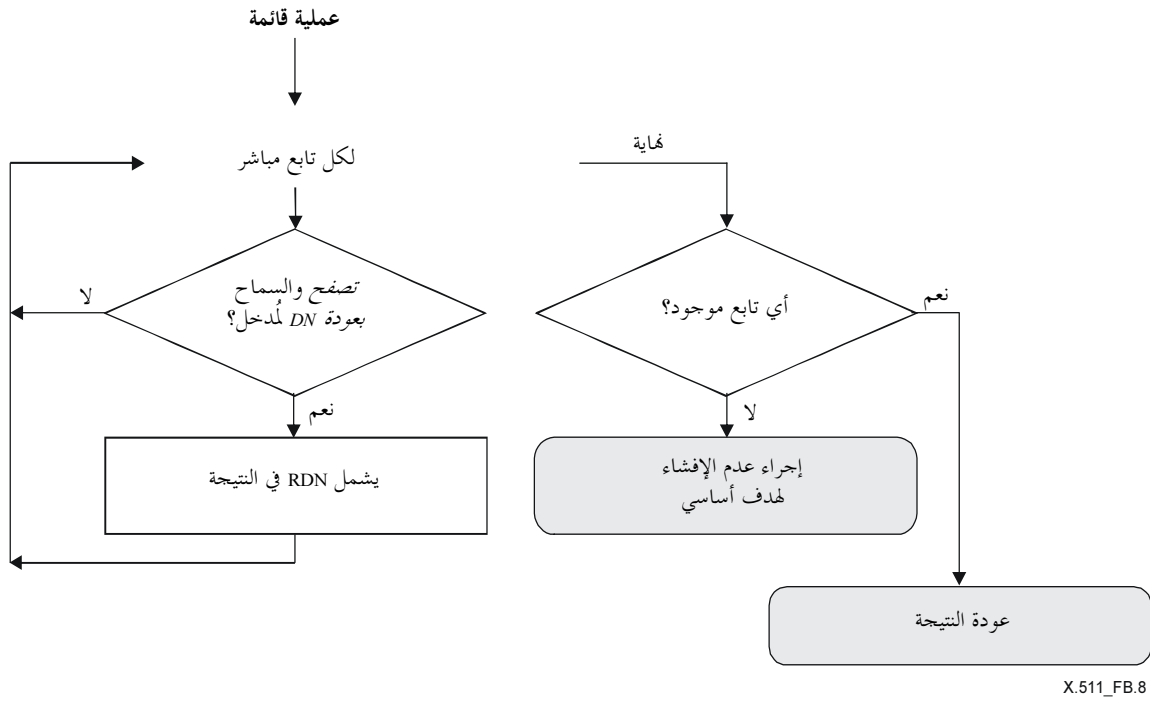 عملية قائمة
لكل تابع مباشر
نهاية
تصفح والسماح
بعودة DN لمُدخل؟
لا
نعم
يشمل RDN في النتيجة
أي تابع موجود؟
نعم
لا
إجراء عدم الإفشاء
لهدف أساسي
عودة النتيجة
X.511_FB.8